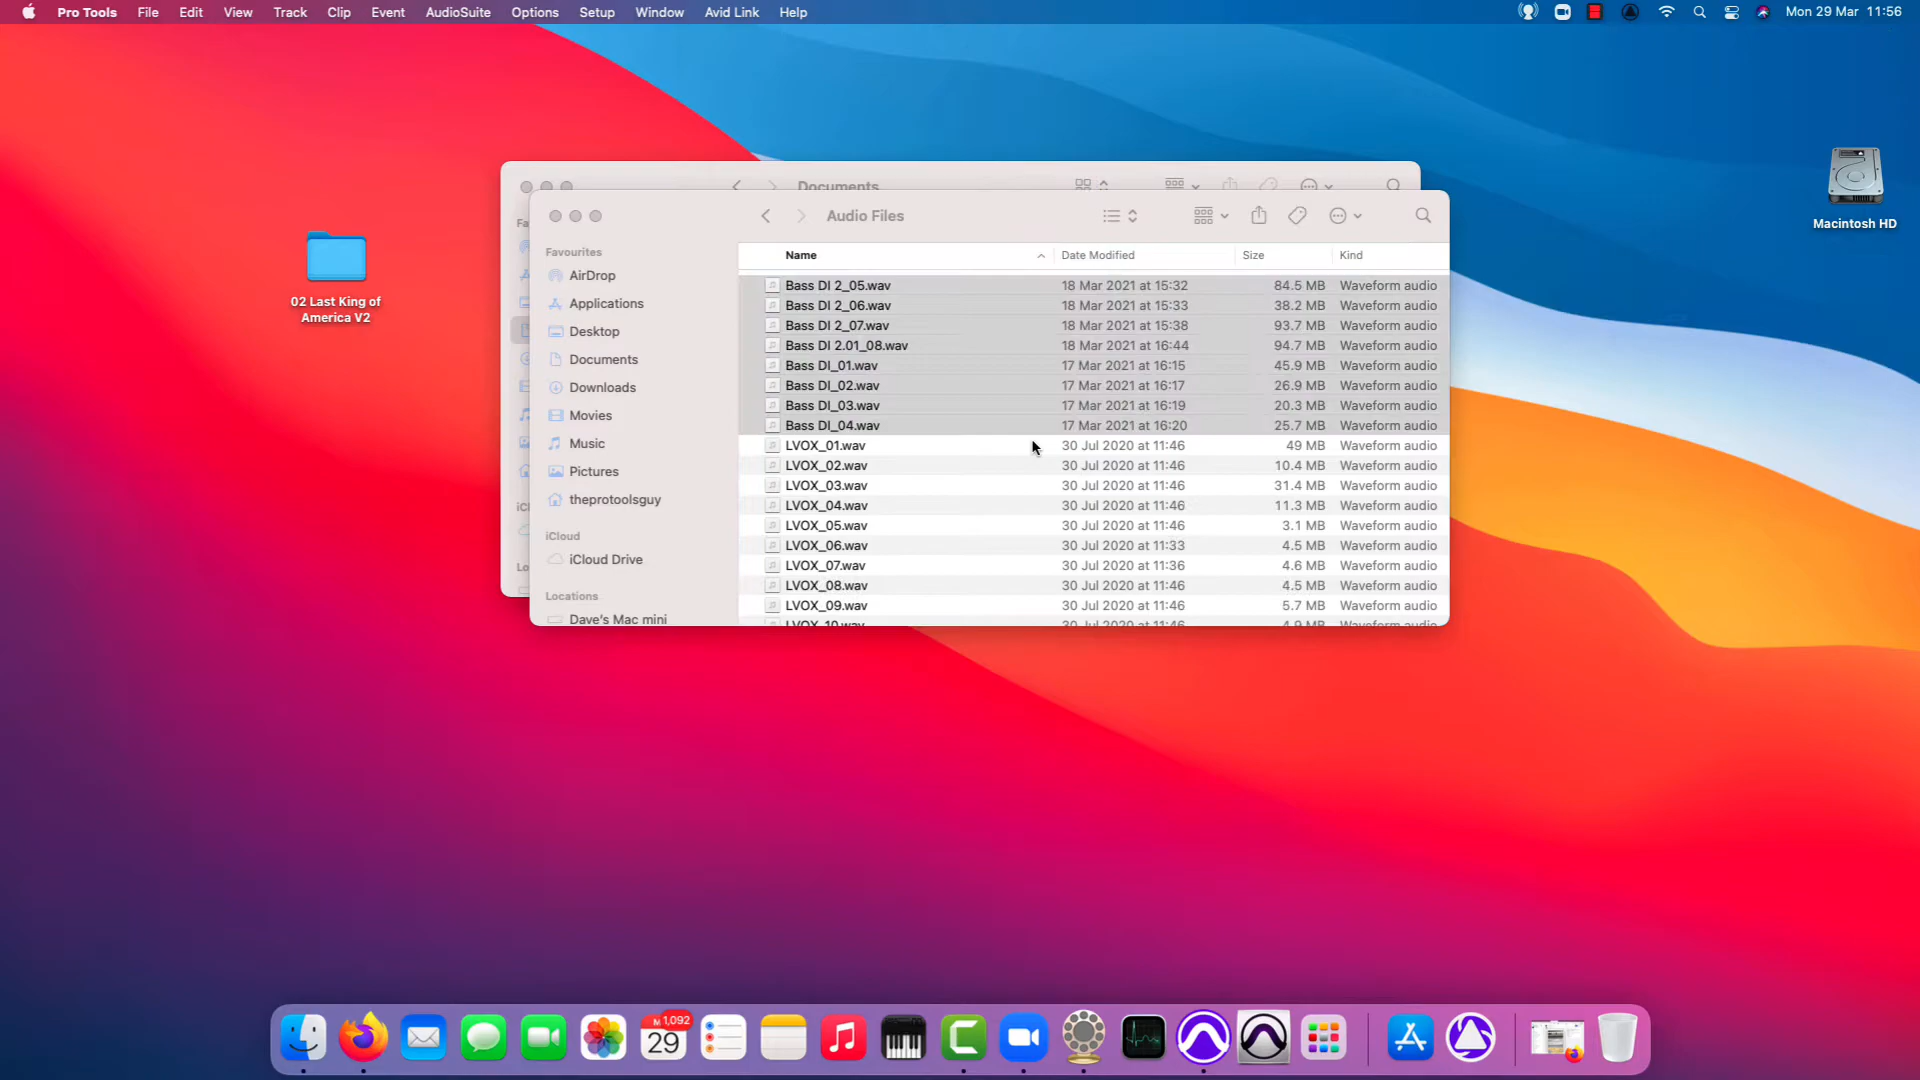 Pro Tools File Edit View Track Clip Event AudioSuite Options Setup Window Avid Link Help Mon 29 Mar 11:56
Macintosh HD
02 Last King of
America V2
Documents
Audio Files
Favourites
AirDrop
Applications
Desktop
Documents
Downloads
Movies
Music
Pictures
theprotoolsguy
iCloud
iCloud Drive
Locations
Dave's Mac mini
Name Date Modified Size Kind
Bass DI 2_05.wav 18 Mar 2021 at 15:32 84.5 MB Waveform audio
Bass DI 2_06.wav 18 Mar 2021 at 15:33 38.2 MB Waveform audio
Bass DI 2_07.wav 18 Mar 2021 at 15:38 93.7 MB Waveform audio
Bass DI 2.01_08.wav 18 Mar 2021 at 16:44 94.7 MB Waveform audio
Bass DI_01.wav 17 Mar 2021 at 16:15 45.9 MB Waveform audio
Bass DI_02.wav 17 Mar 2021 at 16:17 26.9 MB Waveform audio
Bass DI_03.wav 17 Mar 2021 at 16:19 20.3 MB Waveform audio
Bass DI_04.wav 17 Mar 2021 at 16:20 25.7 MB Waveform audio
LVOX_01.wav 30 Jul 2020 at 11:46 49 MB Waveform audio
LVOX_02.wav 30 Jul 2020 at 11:46 10.4 MB Waveform audio
LVOX_03.wav 30 Jul 2020 at 11:46 31.4 MB Waveform audio
LVOX_04.wav 30 Jul 2020 at 11:46 11.3 MB Waveform audio
LVOX_05.wav 30 Jul 2020 at 11:46 3.1 MB Waveform audio
LVOX_06.wav 30 Jul 2020 at 11:33 4.5 MB Waveform audio
LVOX_07.wav 30 Jul 2020 at 11:36 4.6 MB Waveform audio
LVOX_08.wav 30 Jul 2020 at 11:46 4.5 MB Waveform audio
LVOX_09.wav 30 Jul 2020 at 11:46 5.7 MB Waveform audio
LVOX_10.wav 30 Jul 2020 at 11:46 4.9 MB Waveform audio
1,092
29